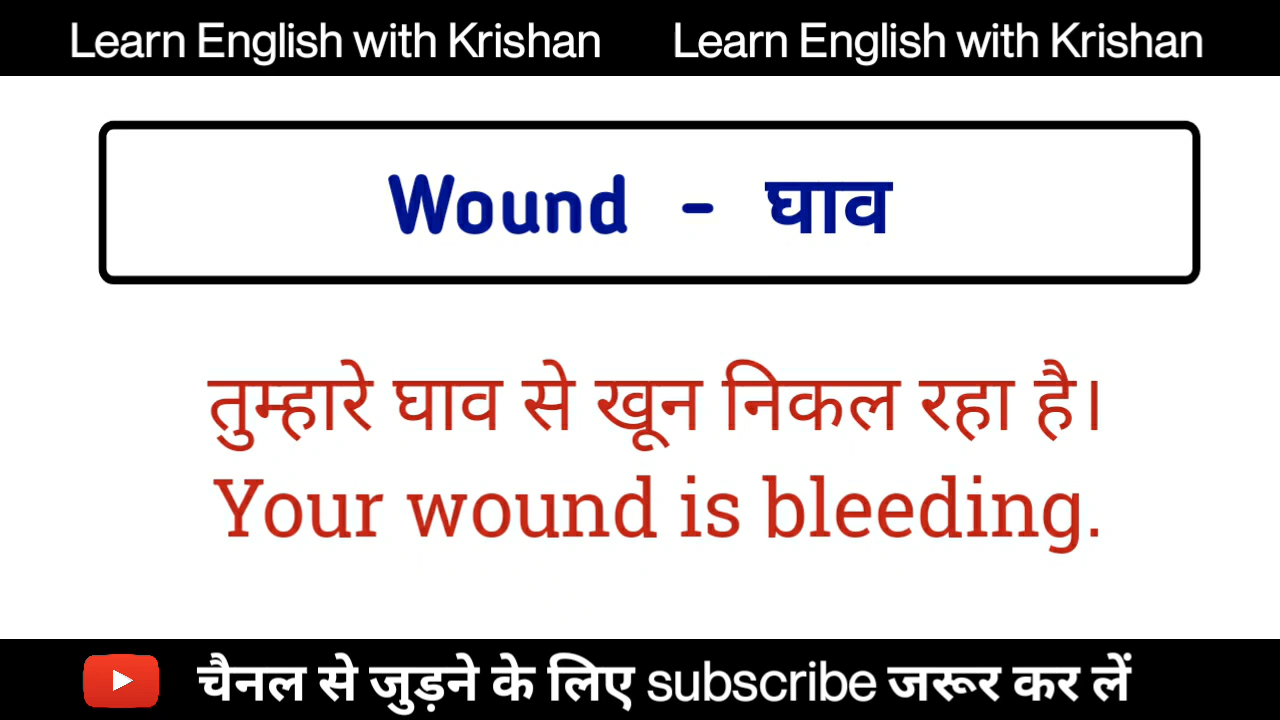 Learn English with Krishan Learn English with Krishan
Wound - घाव
तुम्हारे घाव से खून निकल रहा है।
Your wound is bleeding.
चैनल से जुड़ने के लिए subscribe जरूर कर लें